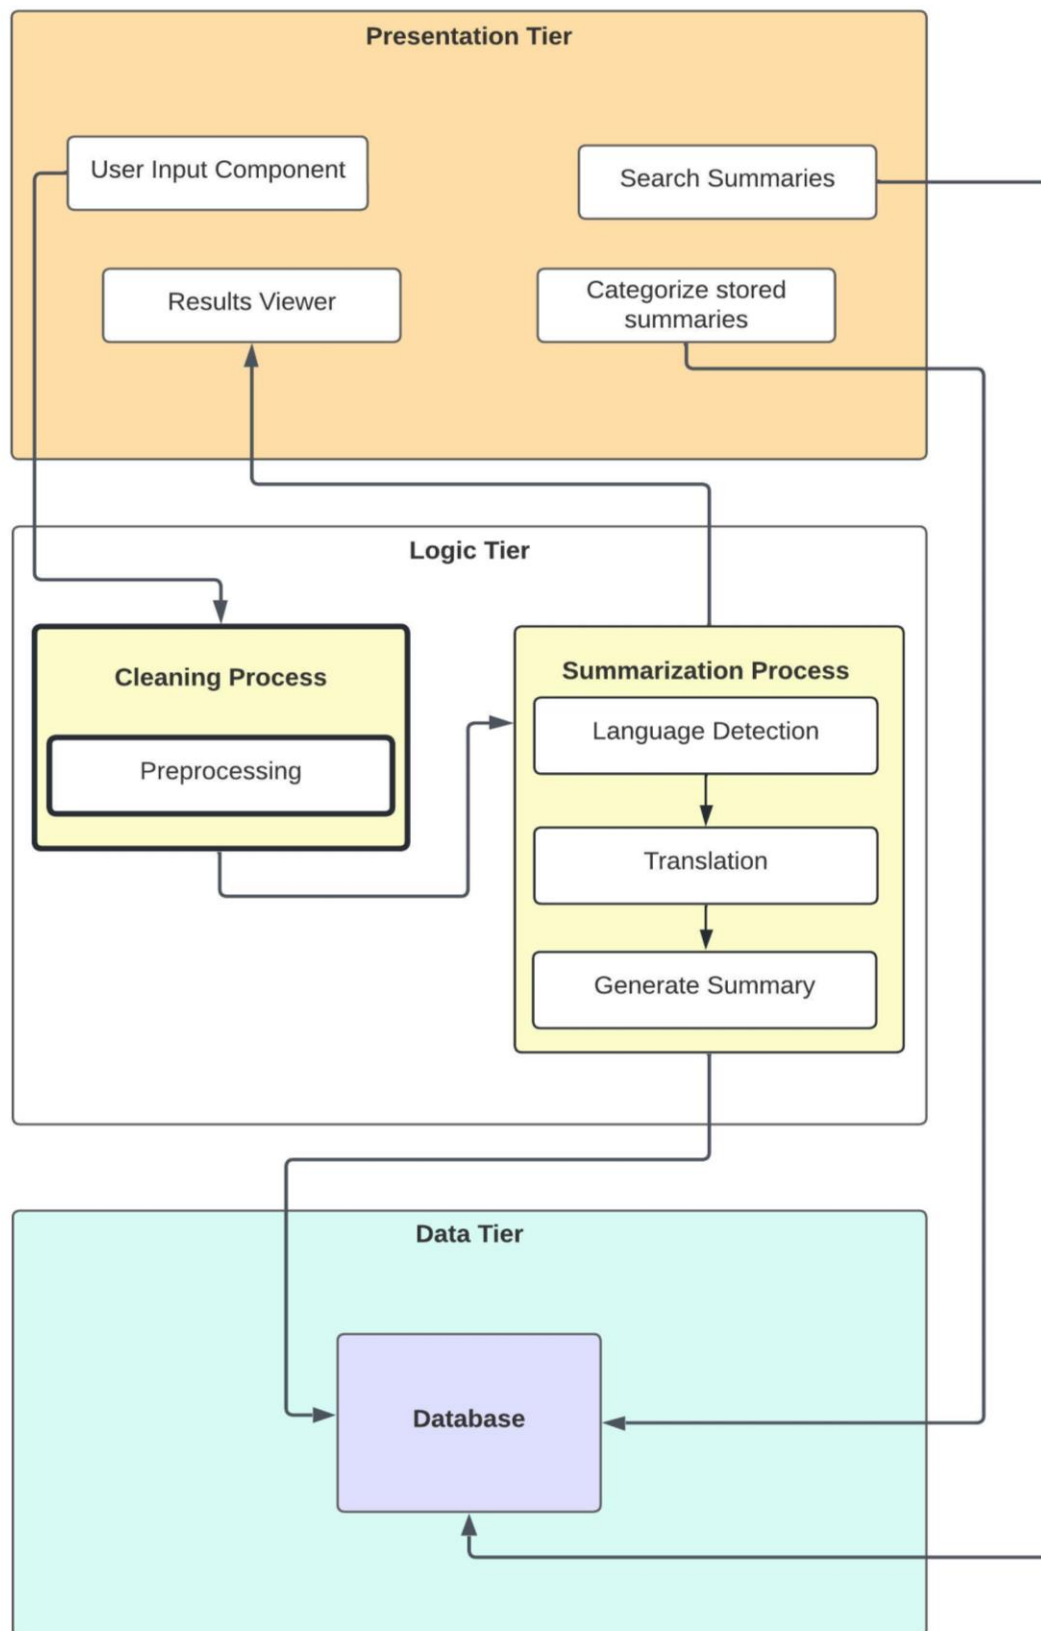 Presentation Tier
User Input Component
Search Summaries
Results Viewer
Categorize stored
summaries
Logic Tier
Cleaning Process
Preprocessing
Summarization Process
Language Detection
Translation
Generate Summary
Data Tier
Database